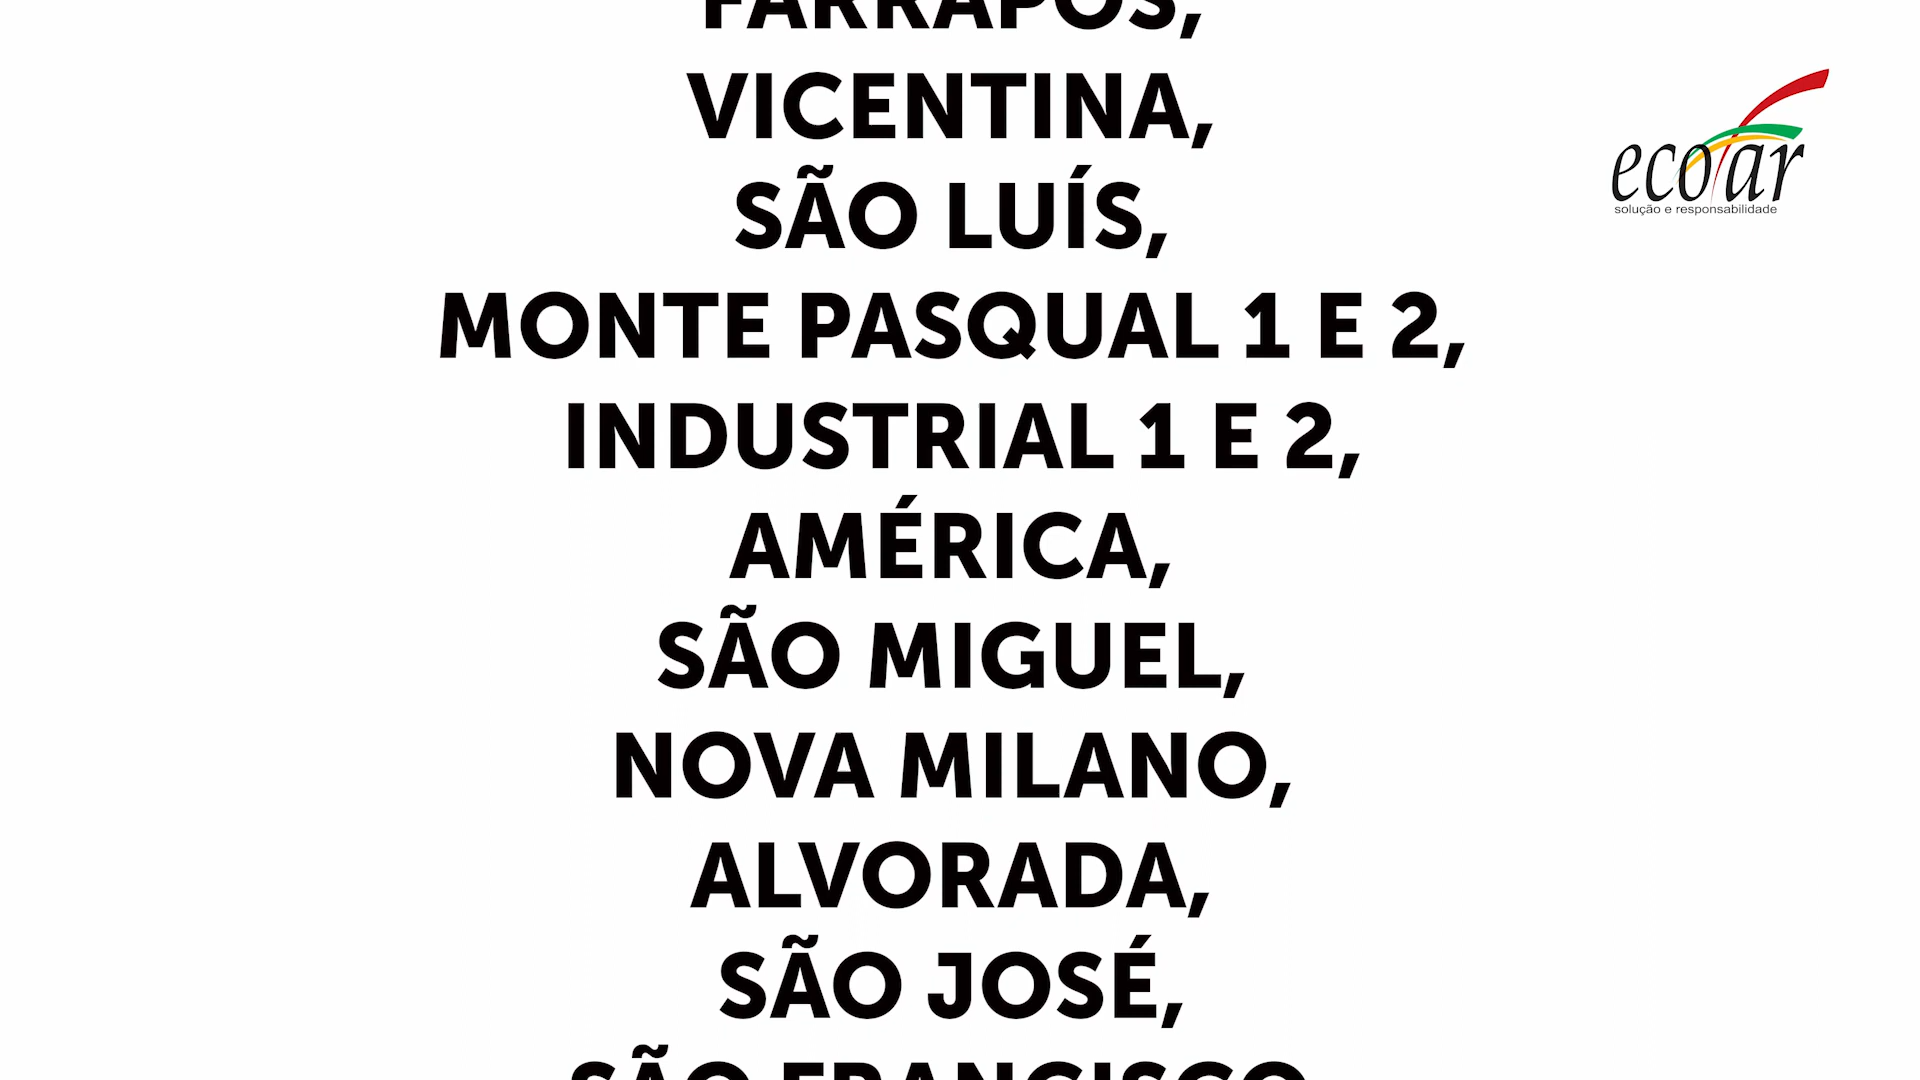 FARRAPOS,
VICENTINA,
SÃO LUÍS,
MONTE PASQUAL 1 E 2,
INDUSTRIAL 1 E 2,
AMÉRICA,
SÃO MIGUEL,
NOVA MILANO,
ALVORADA,
SÃO JOSÉ,
SÃO FRANCISCO
ecoar
solução e responsabilidade